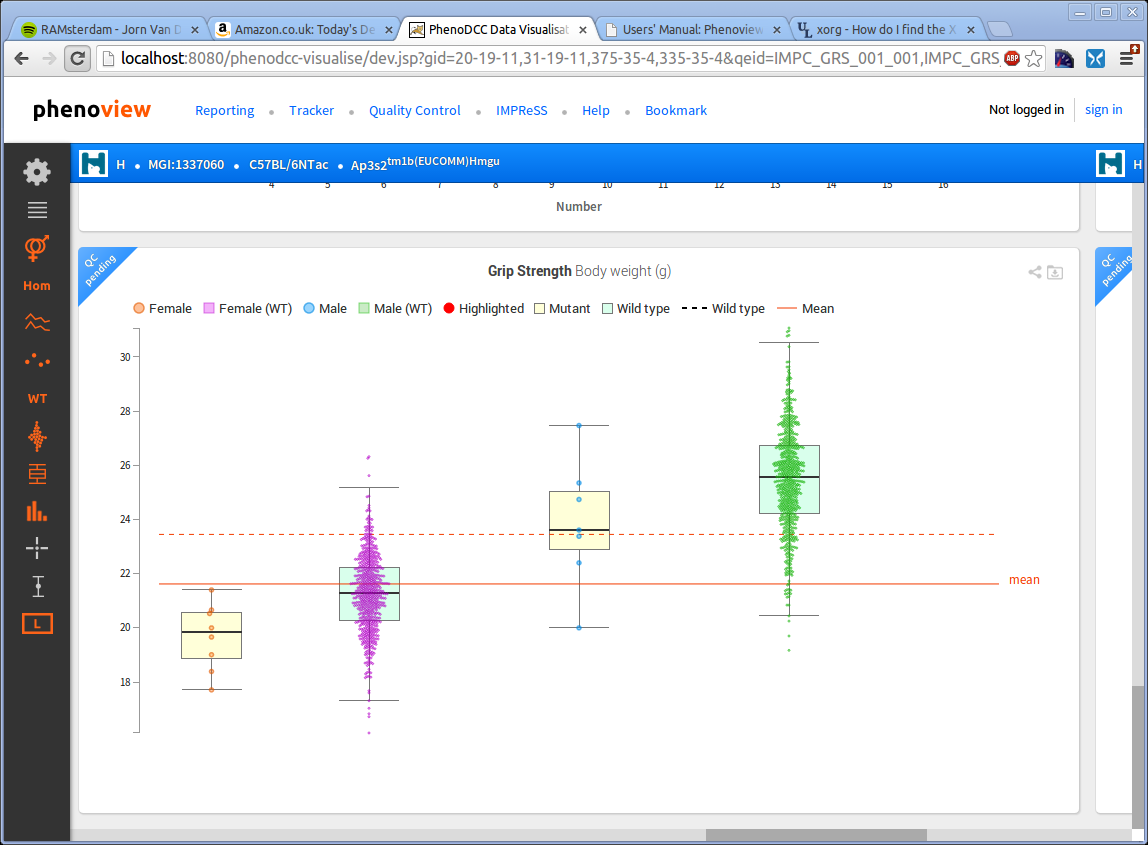 RAMsterdam - Jorn Van D
Amazon.co.uk: Today's De
PhenoDCC Data Visualisat
Users' Manual: Phenoview
UL xorg - How do I find the X
localhost:8080/phenodcc-visualise/dev.jsp?gid=20-19-11,31-19-11,375-35-4,335-35-4&qeid=IMPC_GRS_001_001,IMPC_GRS_
ABP
phenoview
Reporting • Tracker • Quality Control • IMPReSS • Help • Bookmark
Not logged in
sign in
H • MGI:1337060 • C57BL/6NTac • Ap3s2tm1b(EUCOMM)Hmgu
H
4 5 6 7 8 9 10 11 12 13 14 15 16
Number
Hom
WT
L
QC pending
QC pending
Grip Strength Body weight (g)
Female Female (WT) Male Male (WT) Highlighted Mutant Wild type Wild type Mean
30
28
26
24
22
20
18
mean